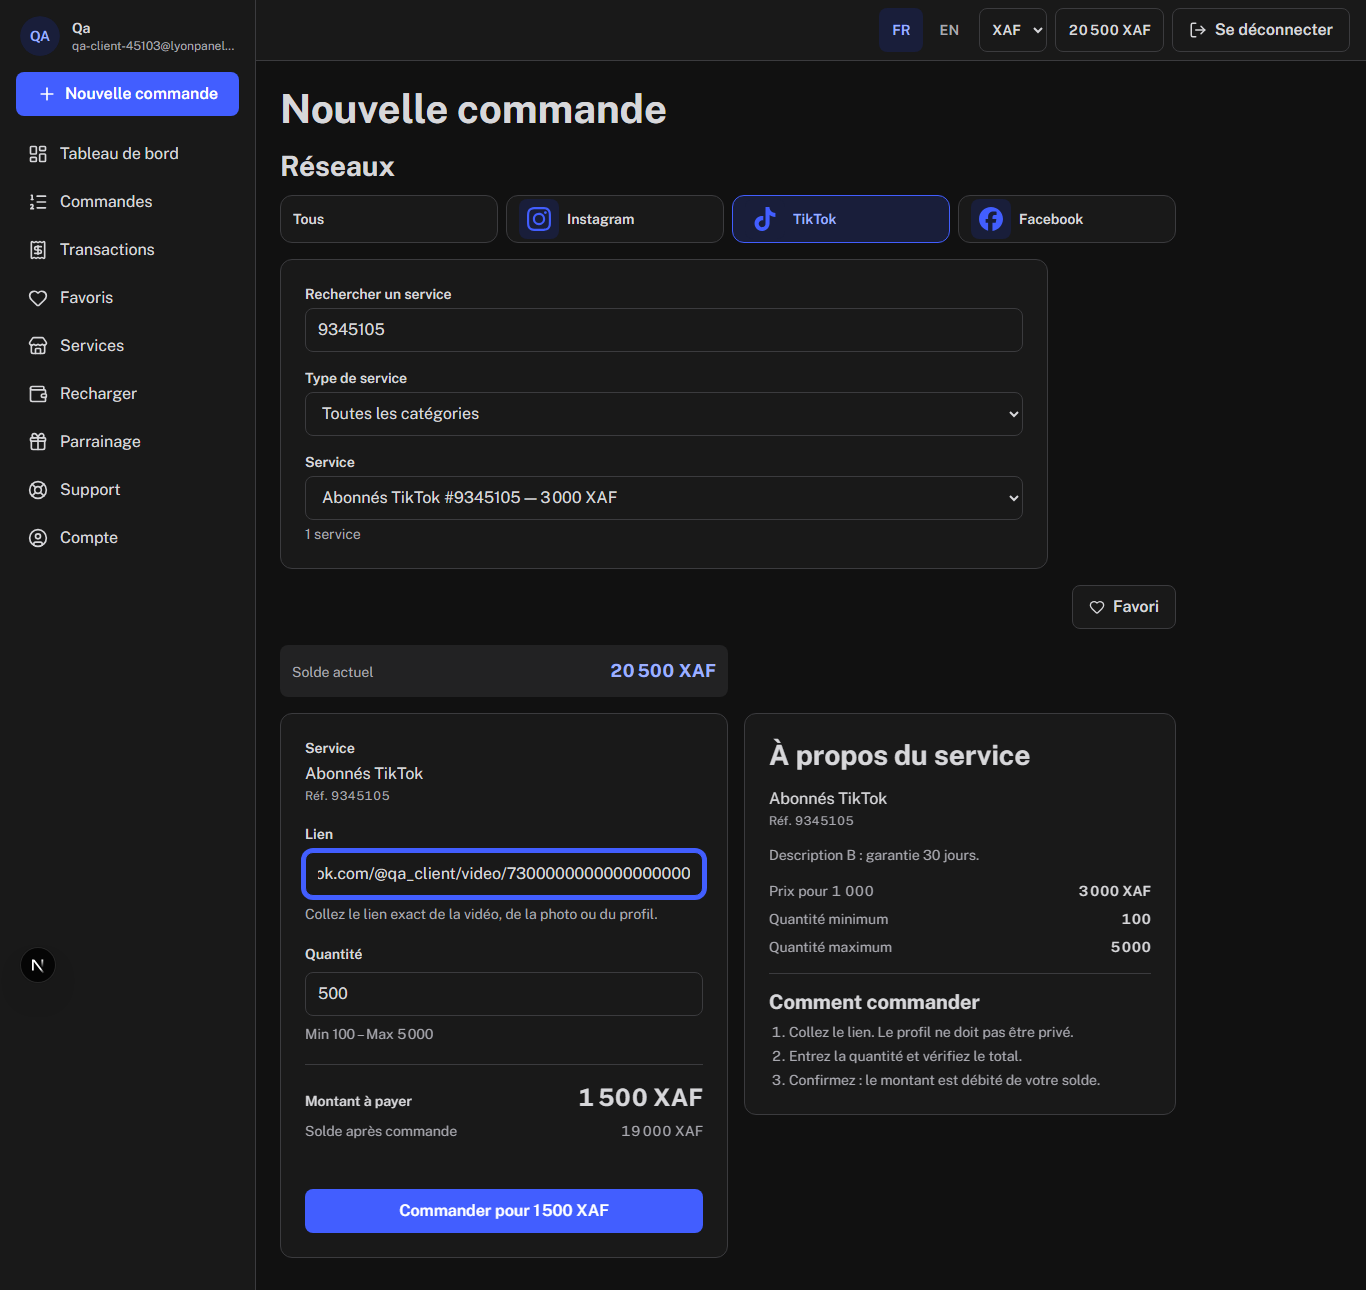 QA
Qa
qa-client-45103@lyonpanel...
Nouvelle commande
Tableau de bord
Commandes
Transactions
Favoris
Services
Recharger
Parrainage
Support
Compte
N
FR
EN
XAF
20 500 XAF
Se déconnecter
Nouvelle commande
Réseaux
Tous
Instagram
TikTok
Facebook
Rechercher un service
9345105
Type de service
Toutes les catégories
Service
Abonnés TikTok #9345105 — 3 000 XAF
1 service
Favori
Solde actuel
20 500 XAF
Service
Abonnés TikTok
Réf. 9345105
Lien
ok.com/@qa_client/video/7300000000000000000
Collez le lien exact de la vidéo, de la photo ou du profil.
Quantité
500
Min 100 – Max 5 000
Montant à payer
1 500 XAF
Solde après commande
19 000 XAF
Commander pour 1 500 XAF
À propos du service
Abonnés TikTok
Réf. 9345105
Description B : garantie 30 jours.
Prix pour 1 000
3 000 XAF
Quantité minimum
100
Quantité maximum
5 000
Comment commander
1. Collez le lien. Le profil ne doit pas être privé.
2. Entrez la quantité et vérifiez le total.
3. Confirmez : le montant est débité de votre solde.